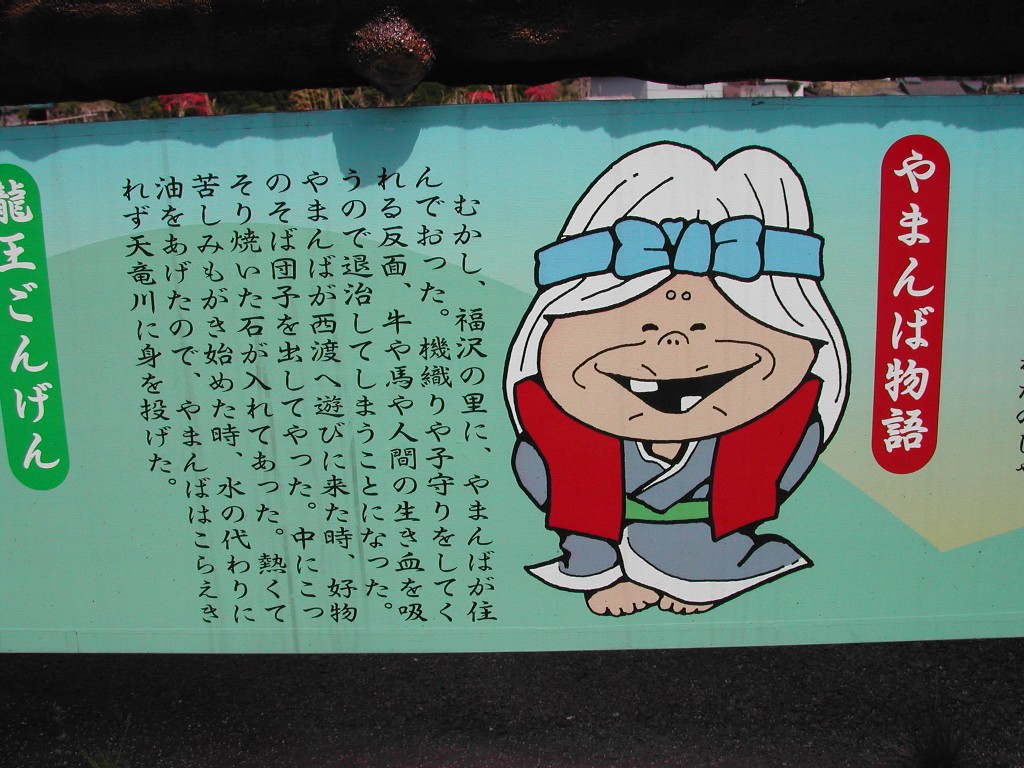 やまんば物語
むかし、福沢の里に、やまんばが住
んでおった。機織りや子守りをしてく
れる反面、牛や馬や人間の生き血を吸
うので退治してしまうことになった。
やまんばが西渡へ遊びに来た時、好物
のそば団子を出してやった。中にこっ
そり焼いた石が入れてあった。熱くて
苦しみもがき始めた時、水の代わりに
油をあげたので、やまんばはこらえき
れず天竜川に身を投げた。
龍王ごんげん